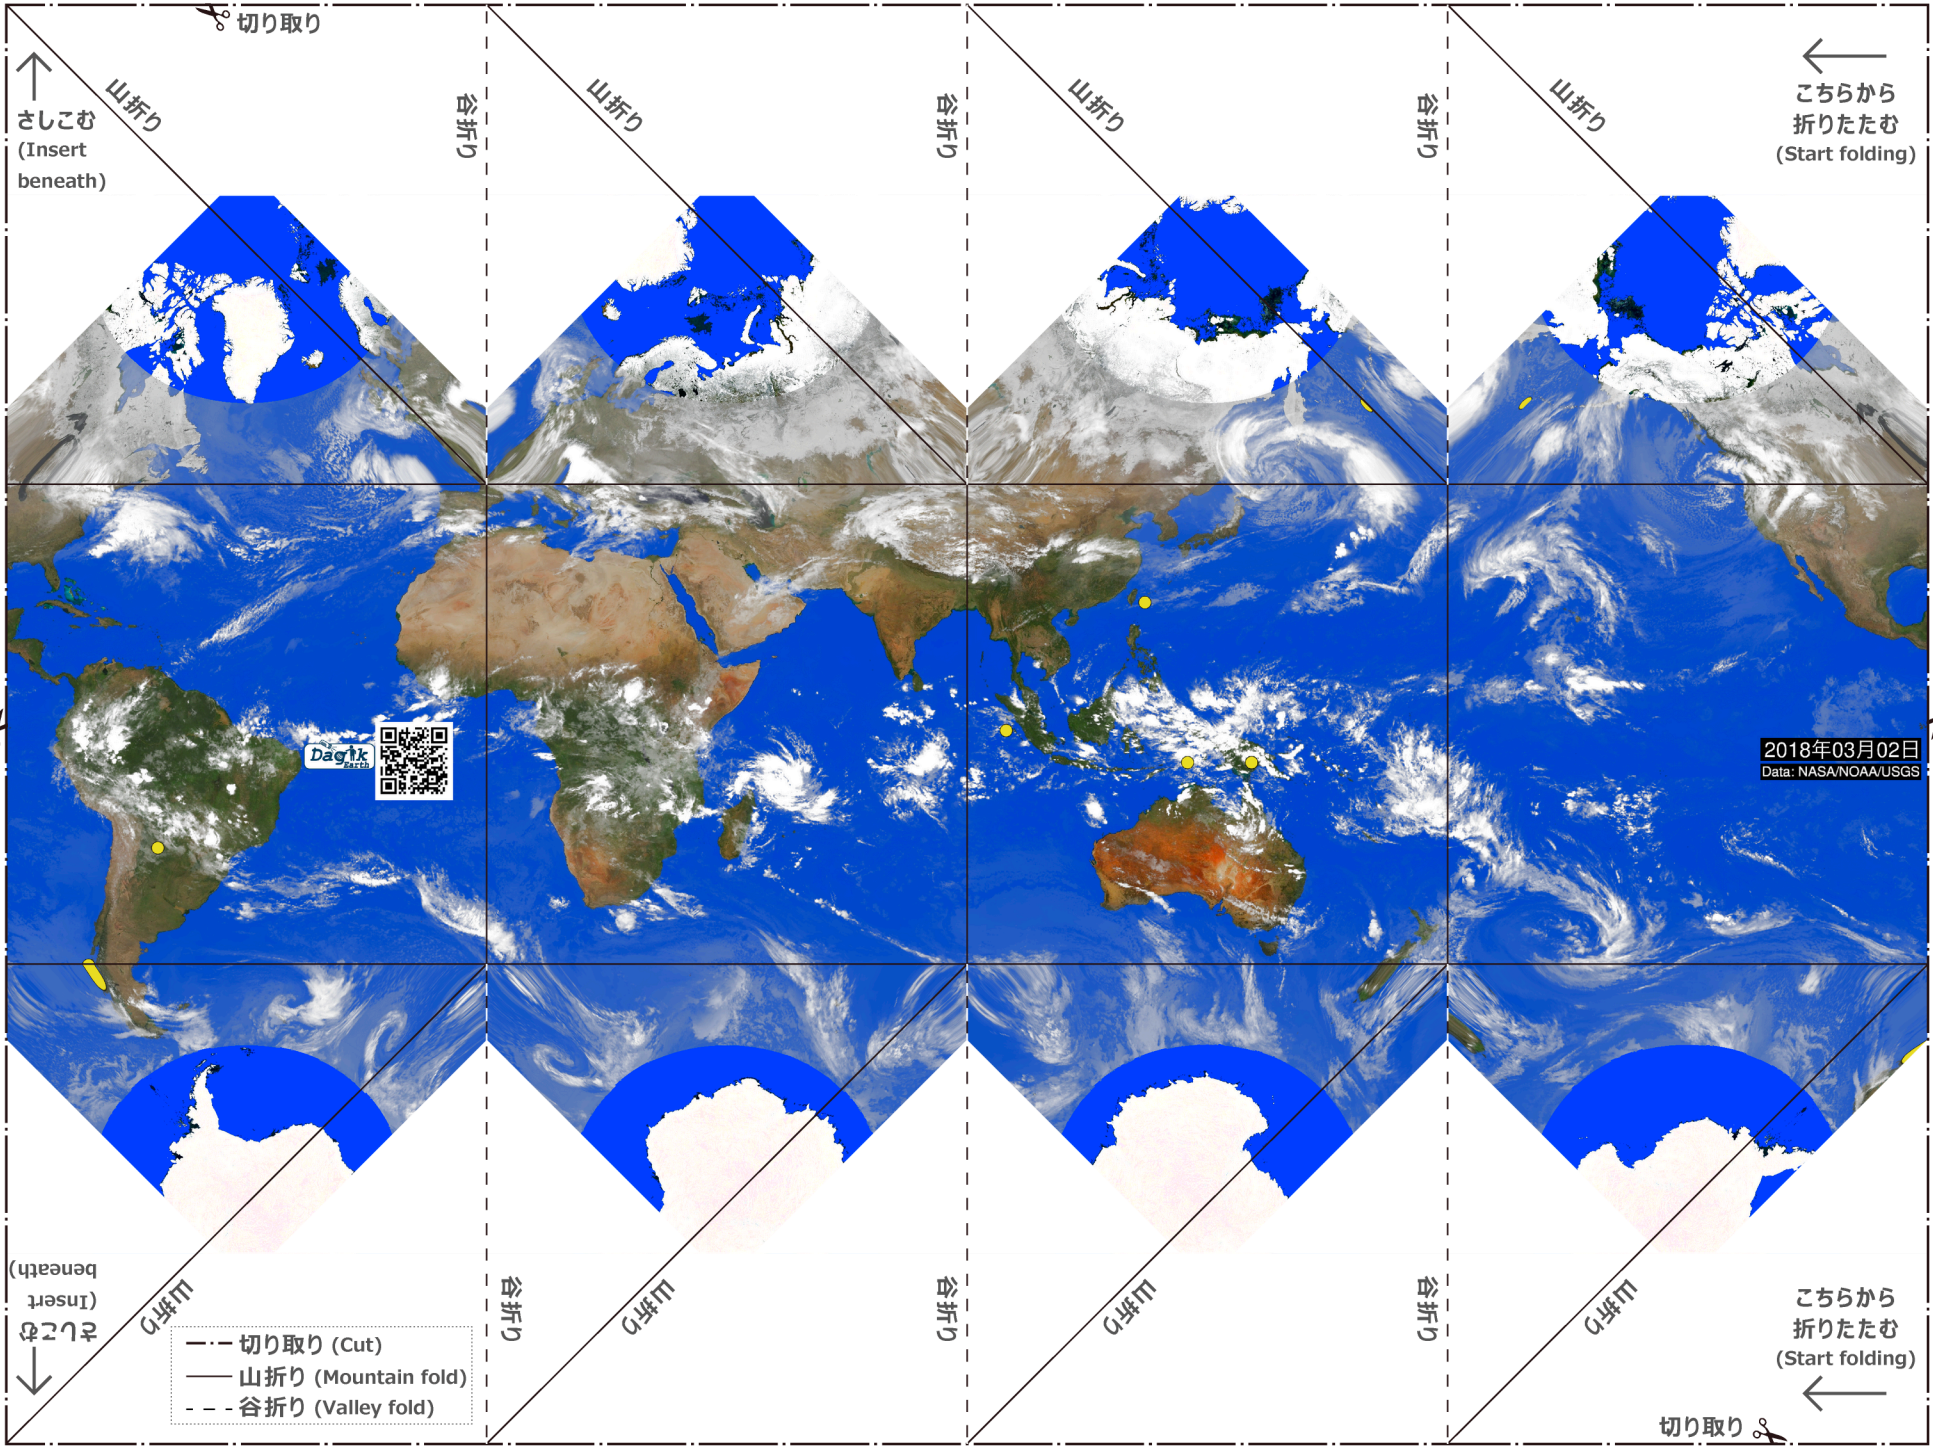 切り取り
山折り
谷折り
山折り
谷折り
山折り
谷折り
山折り
さしこむ
(Insert
beneath)
こちらから
折りたたむ
(Start folding)
Dagik
Earth
2018年03月02日
Data: NASA/NOAA/USGS
さしこむ
(Insert
beneath)
山折り
谷折り
山折り
谷折り
山折り
谷折り
山折り
こちらから
折りたたむ
(Start folding)
切り取り (Cut)
山折り (Mountain fold)
谷折り (Valley fold)
切り取り